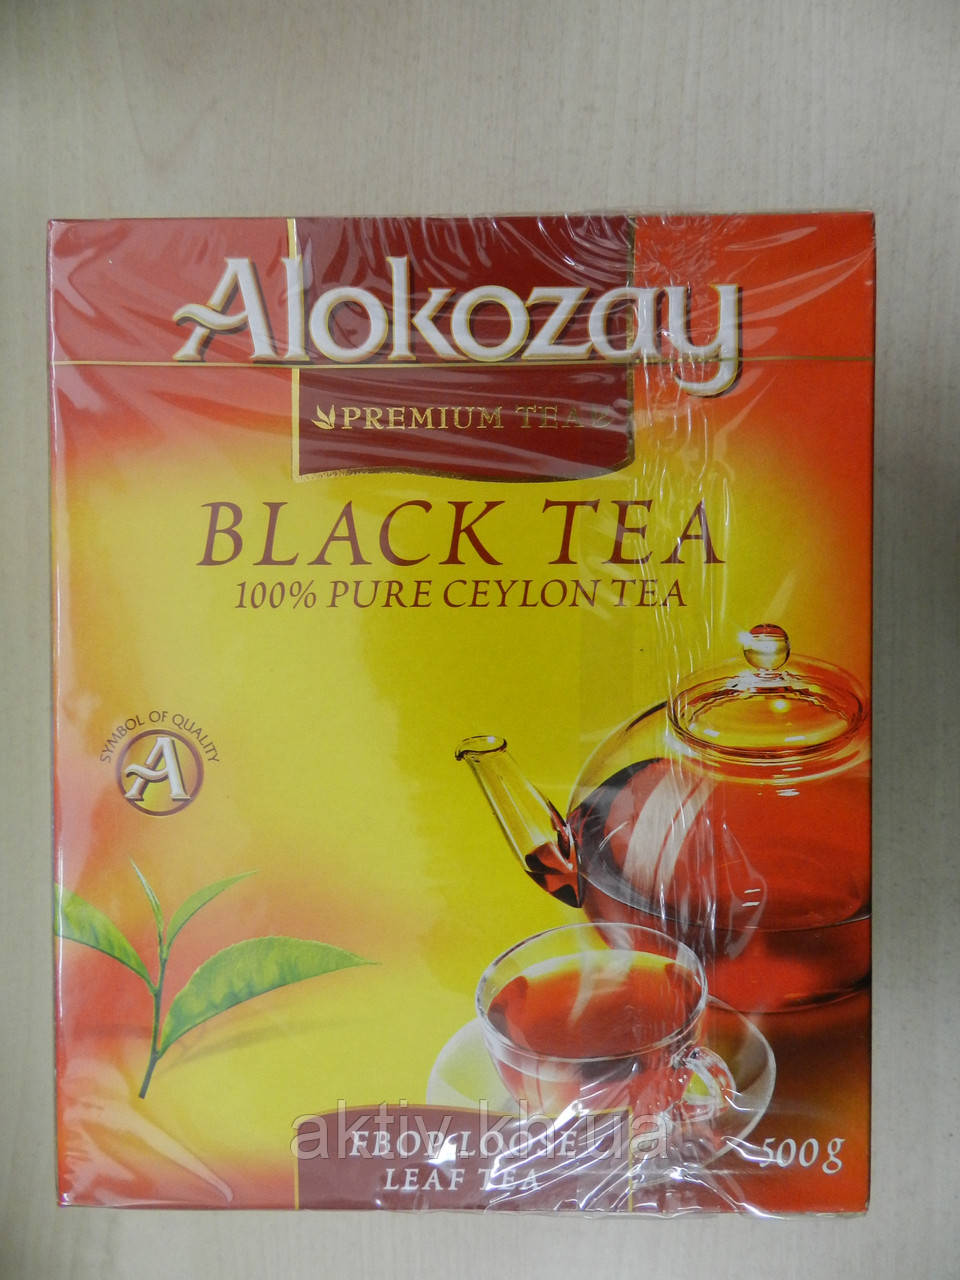 Alokozay
PREMIUM TEA
BLACK TEA
100% PURE CEYLON TEA
SYMBOL OF QUALITY
A
FBOP LOOSE
LEAF TEA
500g
aktiv.kh.ua